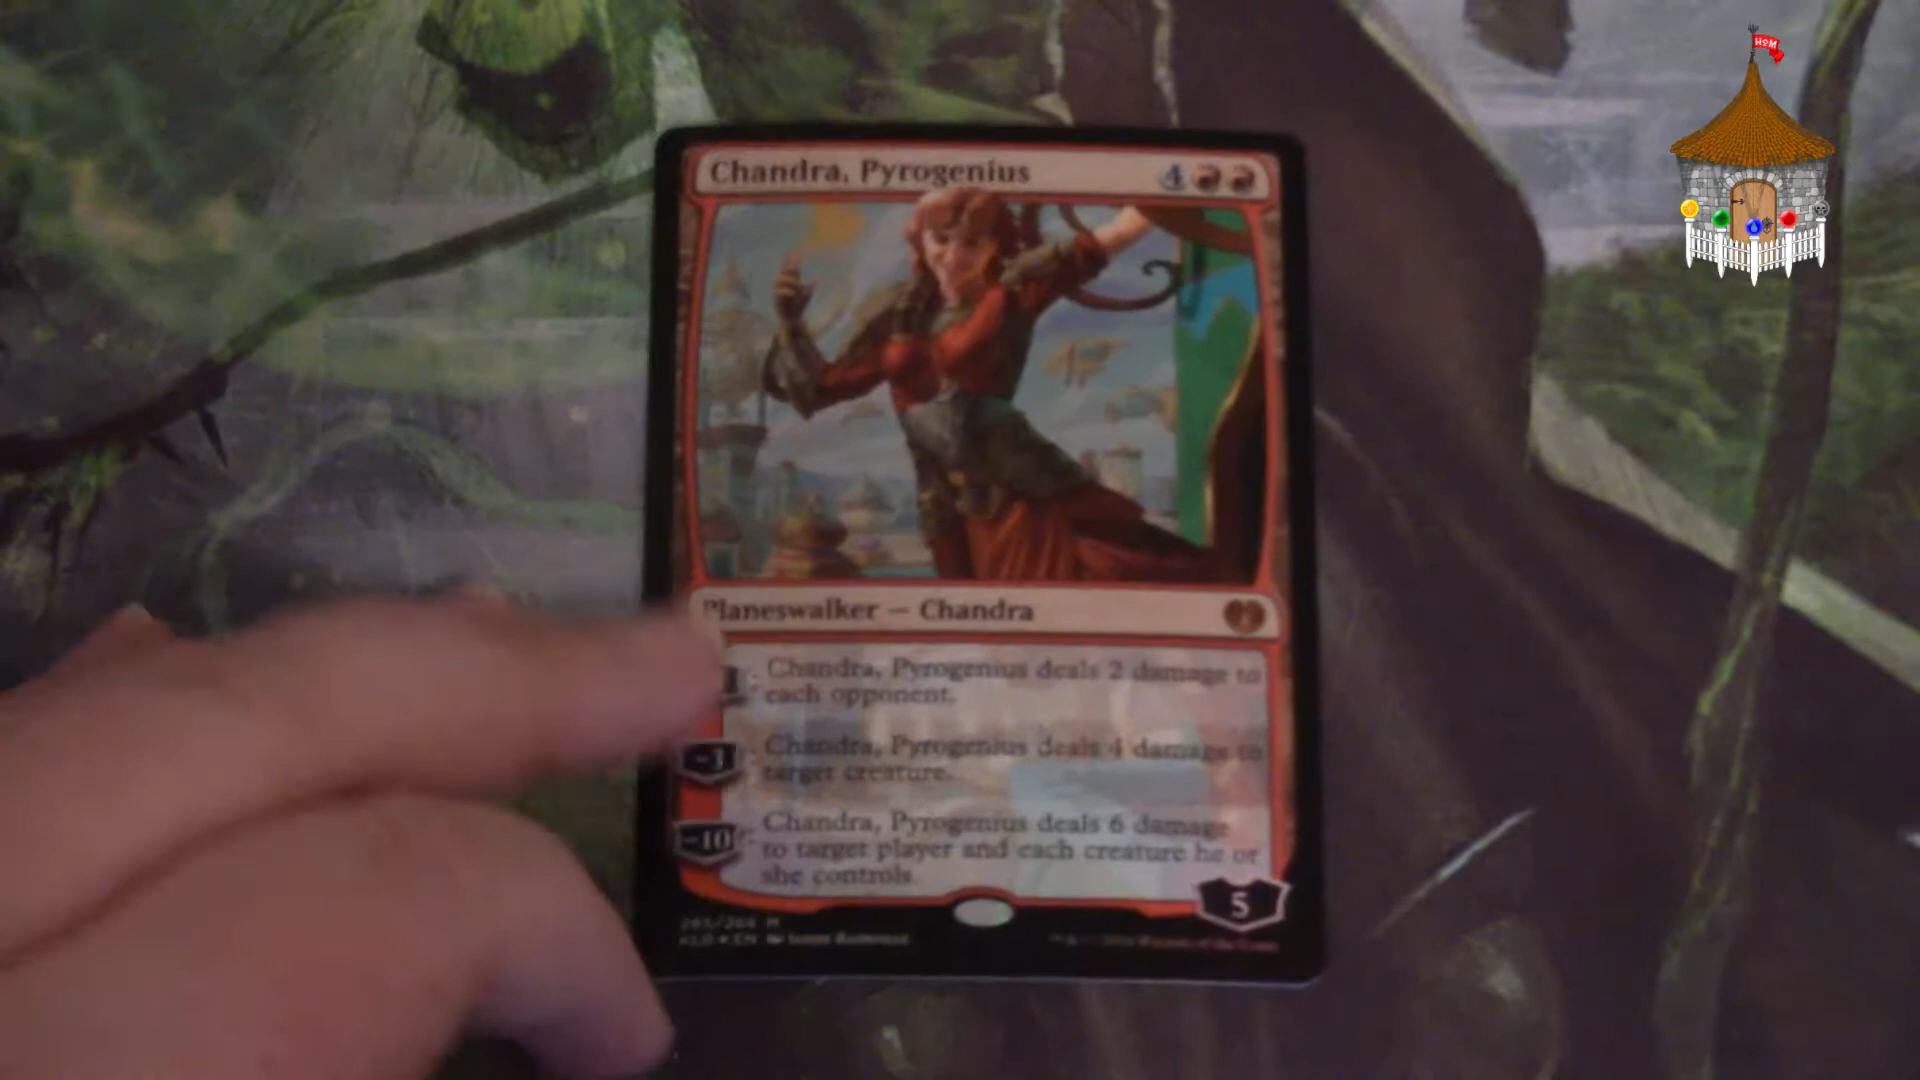 HOM
Chandra, Pyrogenius 4
Planeswalker — Chandra
Chandra, Pyrogenius deals 2 damage to
each opponent.
-3 : Chandra, Pyrogenius deals 4 damage to
target creature.
-10 : Chandra, Pyrogenius deals 6 damage
to target player and each creature he or
she controls.
5